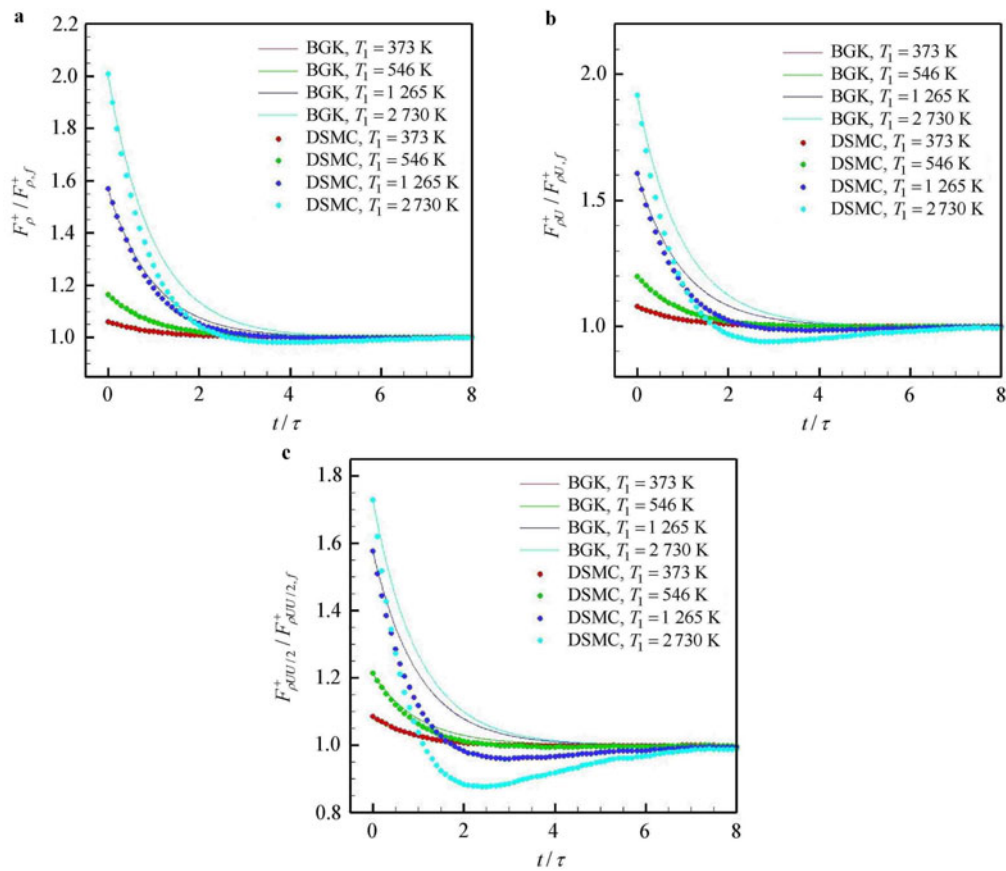 a
2.2
2.0
1.8
1.6
1.4
1.2
1.0
0
2
4
6
8
t/τ
F⁺ρ / F⁺ρ,f
BGK, T₁ = 373 K
BGK, T₁ = 546 K
BGK, T₁ = 1 265 K
BGK, T₁ = 2 730 K
DSMC, T₁ = 373 K
DSMC, T₁ = 546 K
DSMC, T₁ = 1 265 K
DSMC, T₁ = 2 730 K
b
2.0
1.5
1.0
0
2
4
6
8
t/τ
F⁺ρU / F⁺ρU,f
BGK, T₁ = 373 K
BGK, T₁ = 546 K
BGK, T₁ = 1 265 K
BGK, T₁ = 2 730 K
DSMC, T₁ = 373 K
DSMC, T₁ = 546 K
DSMC, T₁ = 1 265 K
DSMC, T₁ = 2 730 K
c
1.8
1.6
1.4
1.2
1.0
0.8
0
2
4
6
8
t/τ
F⁺ρUU/2 / F⁺ρUU/2,f
BGK, T₁ = 373 K
BGK, T₁ = 546 K
BGK, T₁ = 1 265 K
BGK, T₁ = 2 730 K
DSMC, T₁ = 373 K
DSMC, T₁ = 546 K
DSMC, T₁ = 1 265 K
DSMC, T₁ = 2 730 K